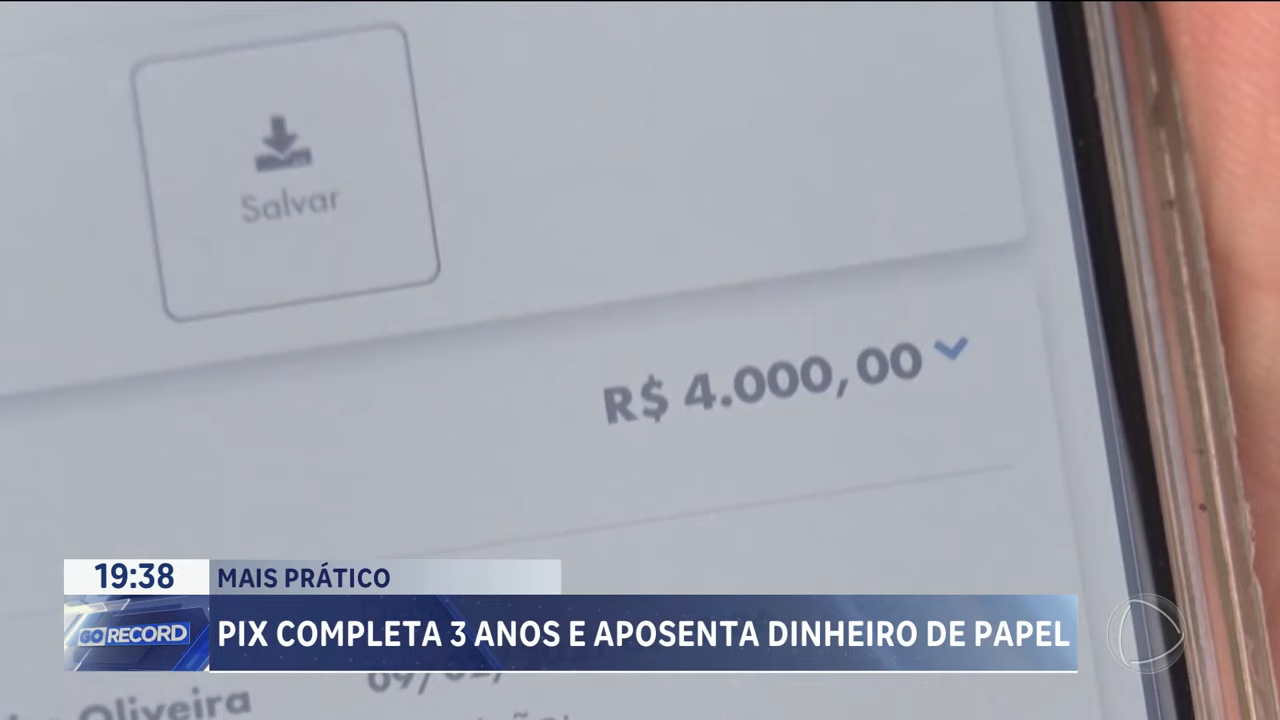 Salvar
R$ 4.000,00
19:38
MAIS PRÁTICO
GO RECORD
PIX COMPLETA 3 ANOS E APOSENTA DINHEIRO DE PAPEL
Oliveira